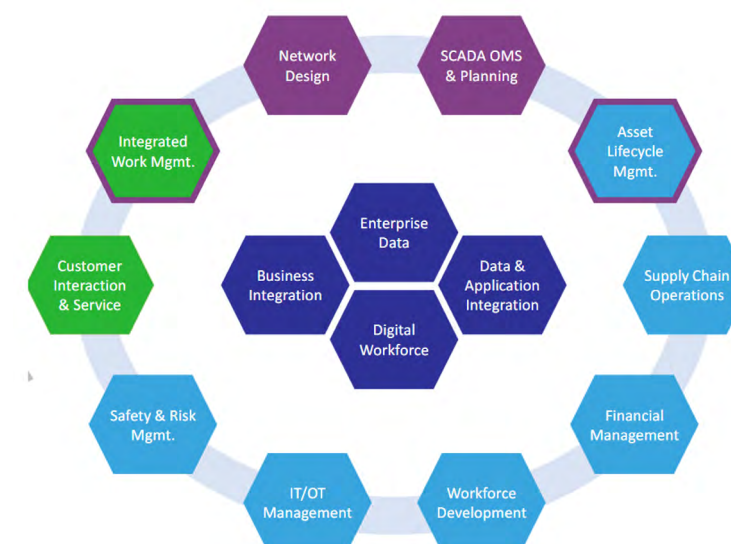 Network
Design
SCADA OMS
& Planning
Integrated
Work Mgmt.
Asset
Lifecycle
Mgmt.
Enterprise
Data
Customer
Interaction
& Service
Business
Integration
Data &
Application
Integration
Supply Chain
Operations
Digital
Workforce
Safety & Risk
Mgmt.
Financial
Management
IT/OT
Management
Workforce
Development